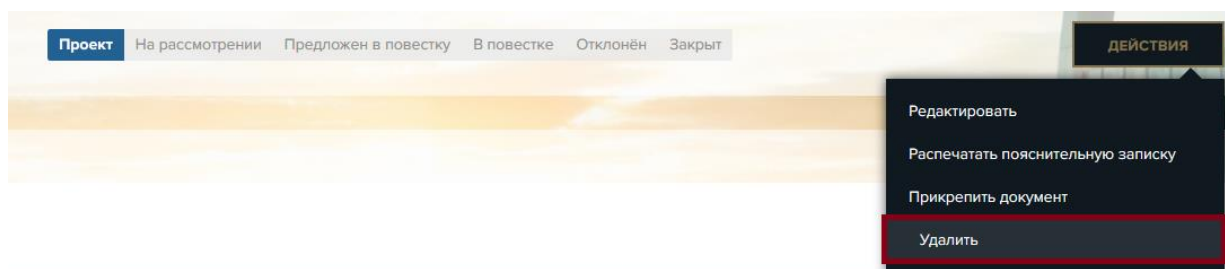 Проект На рассмотрении Предложен в повестку В повестке Отклонён Закрыт ДЕЙСТВИЯ
Редактировать
Распечатать пояснительную записку
Прикрепить документ
Удалить